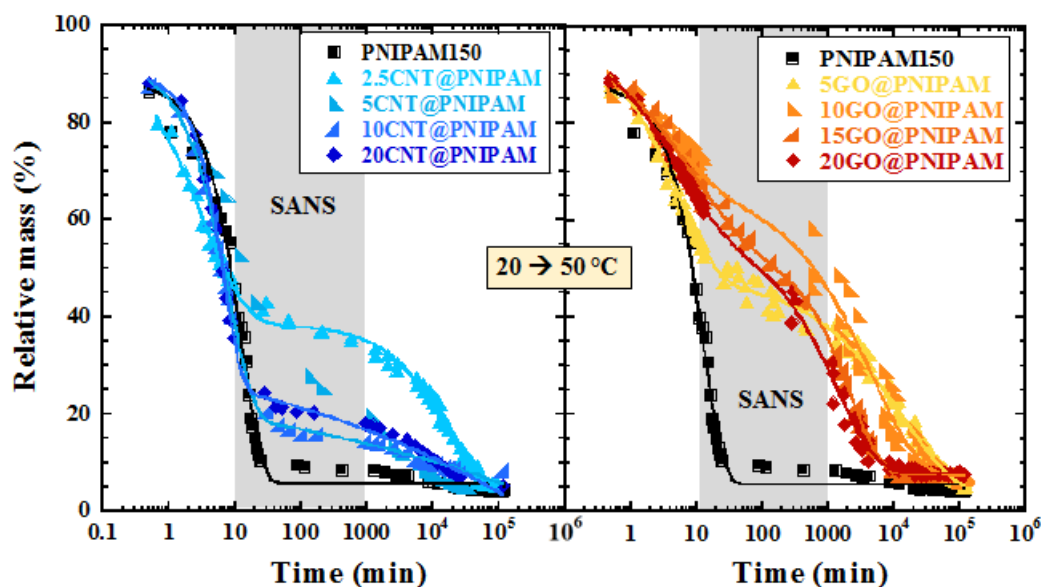 Relative mass (%)
100
80
60
40
20
0
PNIPAM150
2.5CNT@PNIPAM
5CNT@PNIPAM
10CNT@PNIPAM
20CNT@PNIPAM
SANS
20 → 50 °C
0.1 1 10 100 1000 10⁴ 10⁵
Time (min)
PNIPAM150
5GO@PNIPAM
10GO@PNIPAM
15GO@PNIPAM
20GO@PNIPAM
SANS
1 10 100 1000 10⁴ 10⁵ 10⁶
Time (min)